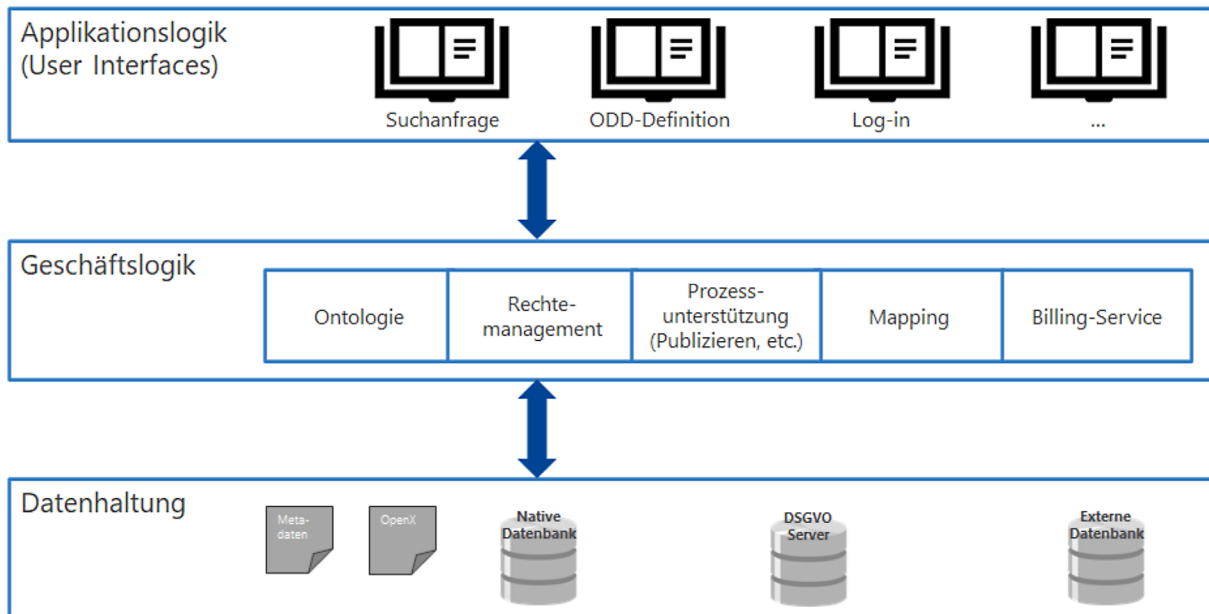 Applikationslogik
(User Interfaces)
Suchanfrage
ODD-Definition
Log-in
...
Geschäftslogik
Ontologie
Rechte-
management
Prozess-
unterstützung
(Publizieren, etc.)
Mapping
Billing-Service
Datenhaltung
Meta-
daten
OpenX
Native
Datenbank
DSGVO
Server
Externe
Datenbank